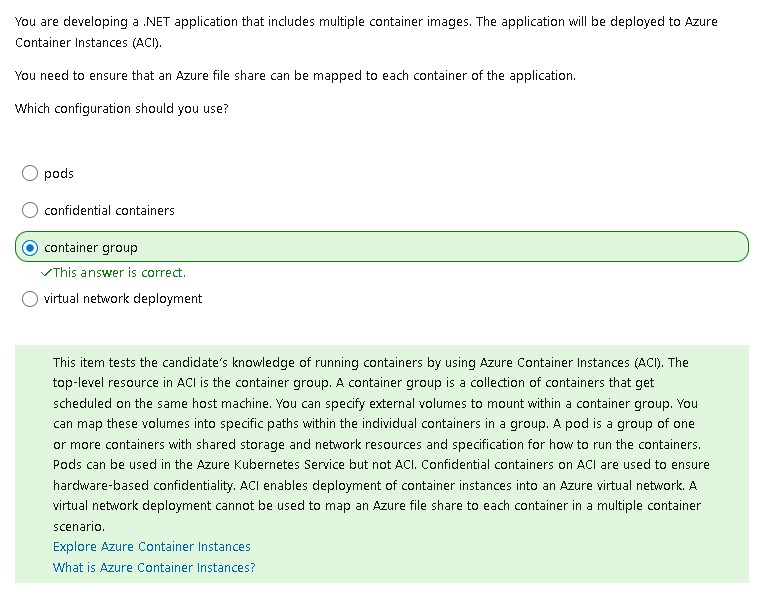 You are developing a .NET application that includes multiple container images. The application will be deployed to Azure
Container Instances (ACI).
You need to ensure that an Azure file share can be mapped to each container of the application.
Which configuration should you use?
pods
confidential containers
container group
✓This answer is correct.
virtual network deployment
This item tests the candidate's knowledge of running containers by using Azure Container Instances (ACI). The
top-level resource in ACI is the container group. A container group is a collection of containers that get
scheduled on the same host machine. You can specify external volumes to mount within a container group. You
can map these volumes into specific paths within the individual containers in a group. A pod is a group of one
or more containers with shared storage and network resources and specification for how to run the containers.
Pods can be used in the Azure Kubernetes Service but not ACI. Confidential containers on ACI are used to ensure
hardware-based confidentiality. ACI enables deployment of container instances into an Azure virtual network. A
virtual network deployment cannot be used to map an Azure file share to each container in a multiple container
scenario.
Explore Azure Container Instances
What is Azure Container Instances?